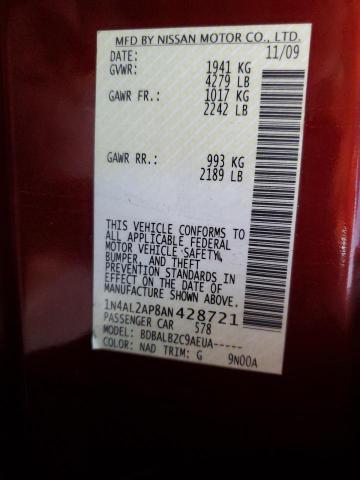 MFD BY NISSAN MOTOR CO., LTD.
DATE: 11/09
GVWR: 1941 KG
4279 LB
GAWR FR.: 1017 KG
2242 LB
GAWR RR.: 993 KG
2189 LB
THIS VEHICLE CONFORMS TO
ALL APPLICABLE FEDERAL
MOTOR VEHICLE SAFETY,
BUMPER, AND THEFT
PREVENTION STANDARDS IN
EFFECT ON THE DATE OF
MANUFACTURE SHOWN ABOVE.
1N4AL2AP8AN428721
PASSENGER CAR 578
MODEL: BDBALBZC9AEUA-----
COLOR: NAD TRIM: G 9N00A